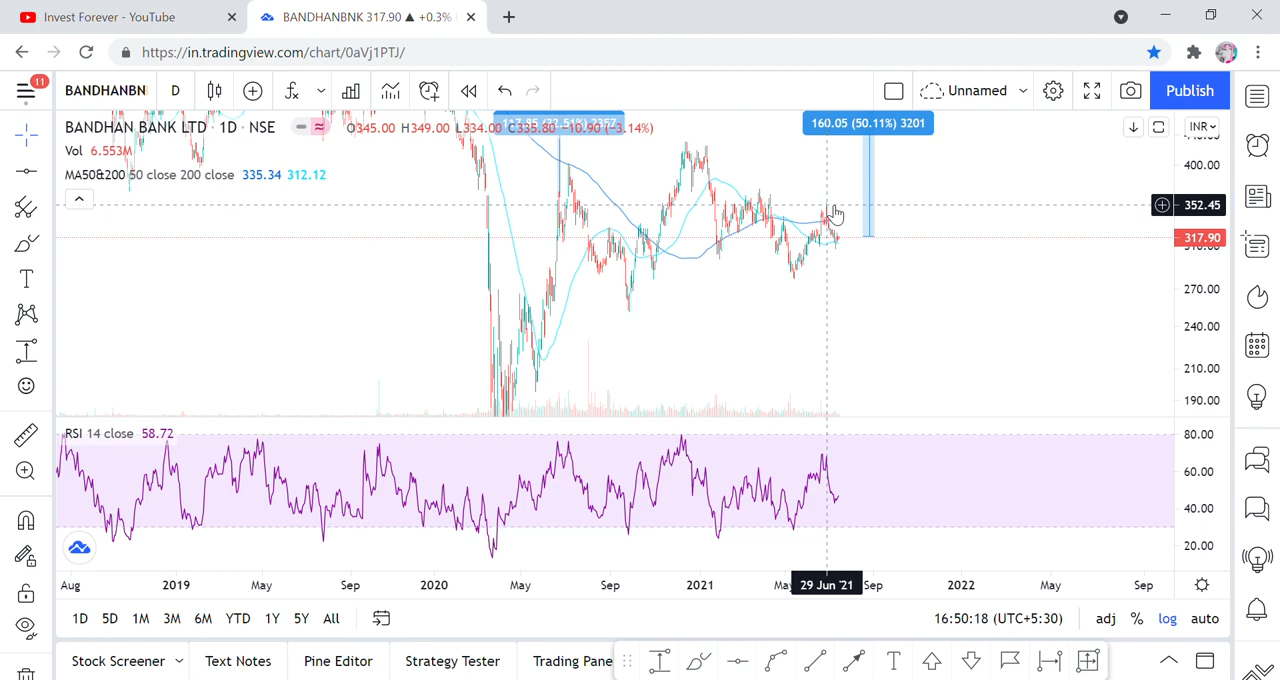 Invest Forever - YouTube
BANDHANBNK 317.90 ▲ +0.3%
https://in.tradingview.com/chart/0aVj1PTJ/
11
BANDHANBN
D
Unnamed
Publish
BANDHAN BANK LTD · 1D · NSE
O345.00 H349.00 L334.00 C335.80 -10.90 (-3.14%)
160.05 (50.11%) 3201
INR
Vol 6.553M
MA50&200 50 close 200 close 335.34 312.12
400.00
352.45
317.90
270.00
240.00
210.00
190.00
RSI 14 close 58.72
80.00
60.00
40.00
20.00
Aug 2019 May Sep 2020 May Sep 2021 May 29 Jun '21 Sep 2022 May Sep
1D 5D 1M 3M 6M YTD 1Y 5Y All
16:50:18 (UTC+5:30)
adj % log auto
Stock Screener Text Notes Pine Editor Strategy Tester Trading Pane
T